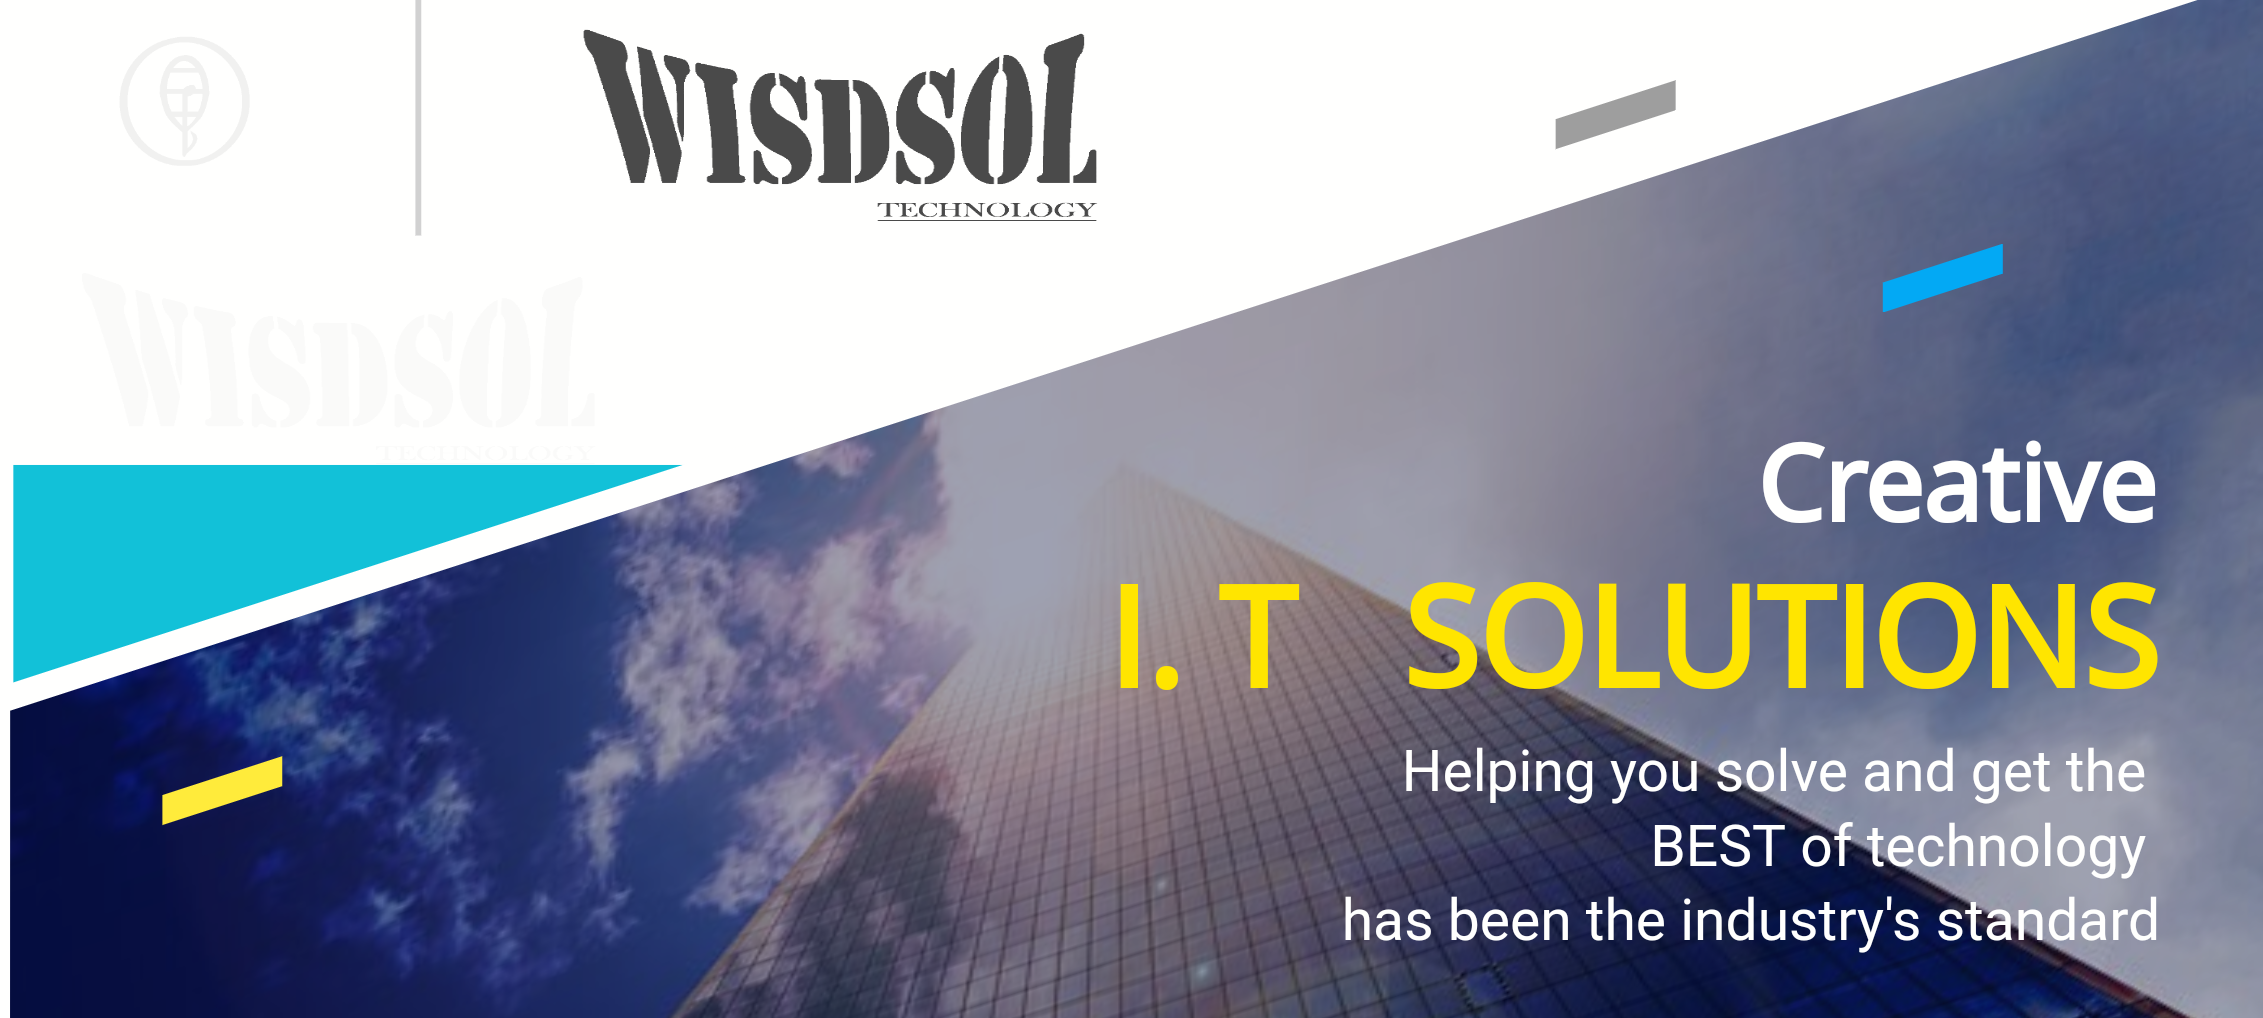 WISDSOL
TECHNOLOGY
WISDSOL
TECHNOLOGY
Creative
I. T SOLUTIONS
Helping you solve and get the
BEST of technology
has been the industry's standard